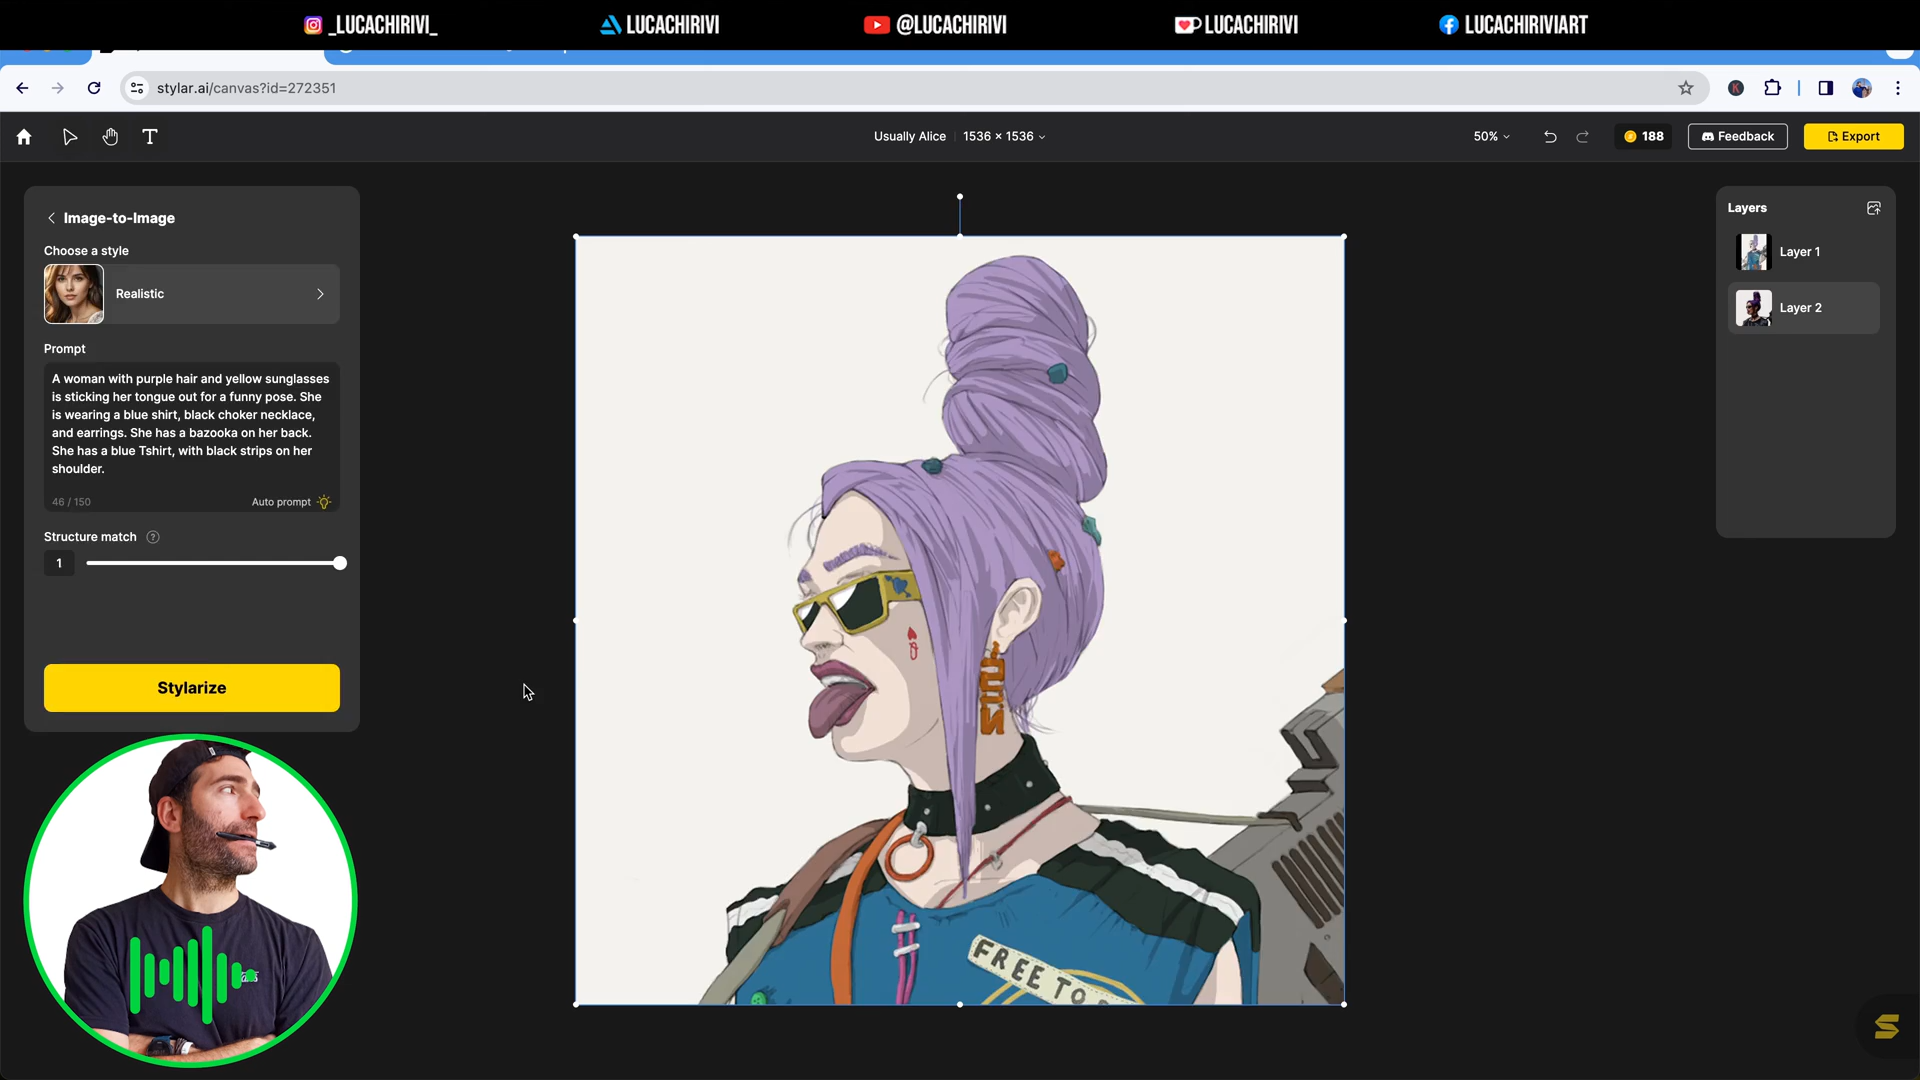 _LUCACHIRIVI_
LUCACHIRIVI
@LUCACHIRIVI
LUCACHIRIVI
LUCACHIRIVIART
stylar.ai/canvas?id=272351
K
T
Usually Alice
1536 × 1536
50%
188
Feedback
Export
Image-to-Image
Choose a style
Realistic
Prompt
A woman with purple hair and yellow sunglasses
is sticking her tongue out for a funny pose. She
is wearing a blue shirt, black choker necklace,
and earrings. She has a bazooka on her back.
She has a blue Tshirt, with black strips on her
shoulder.
46 / 150
Auto prompt
Structure match
?
1
Stylarize
Layers
Layer 1
Layer 2
FREE TO